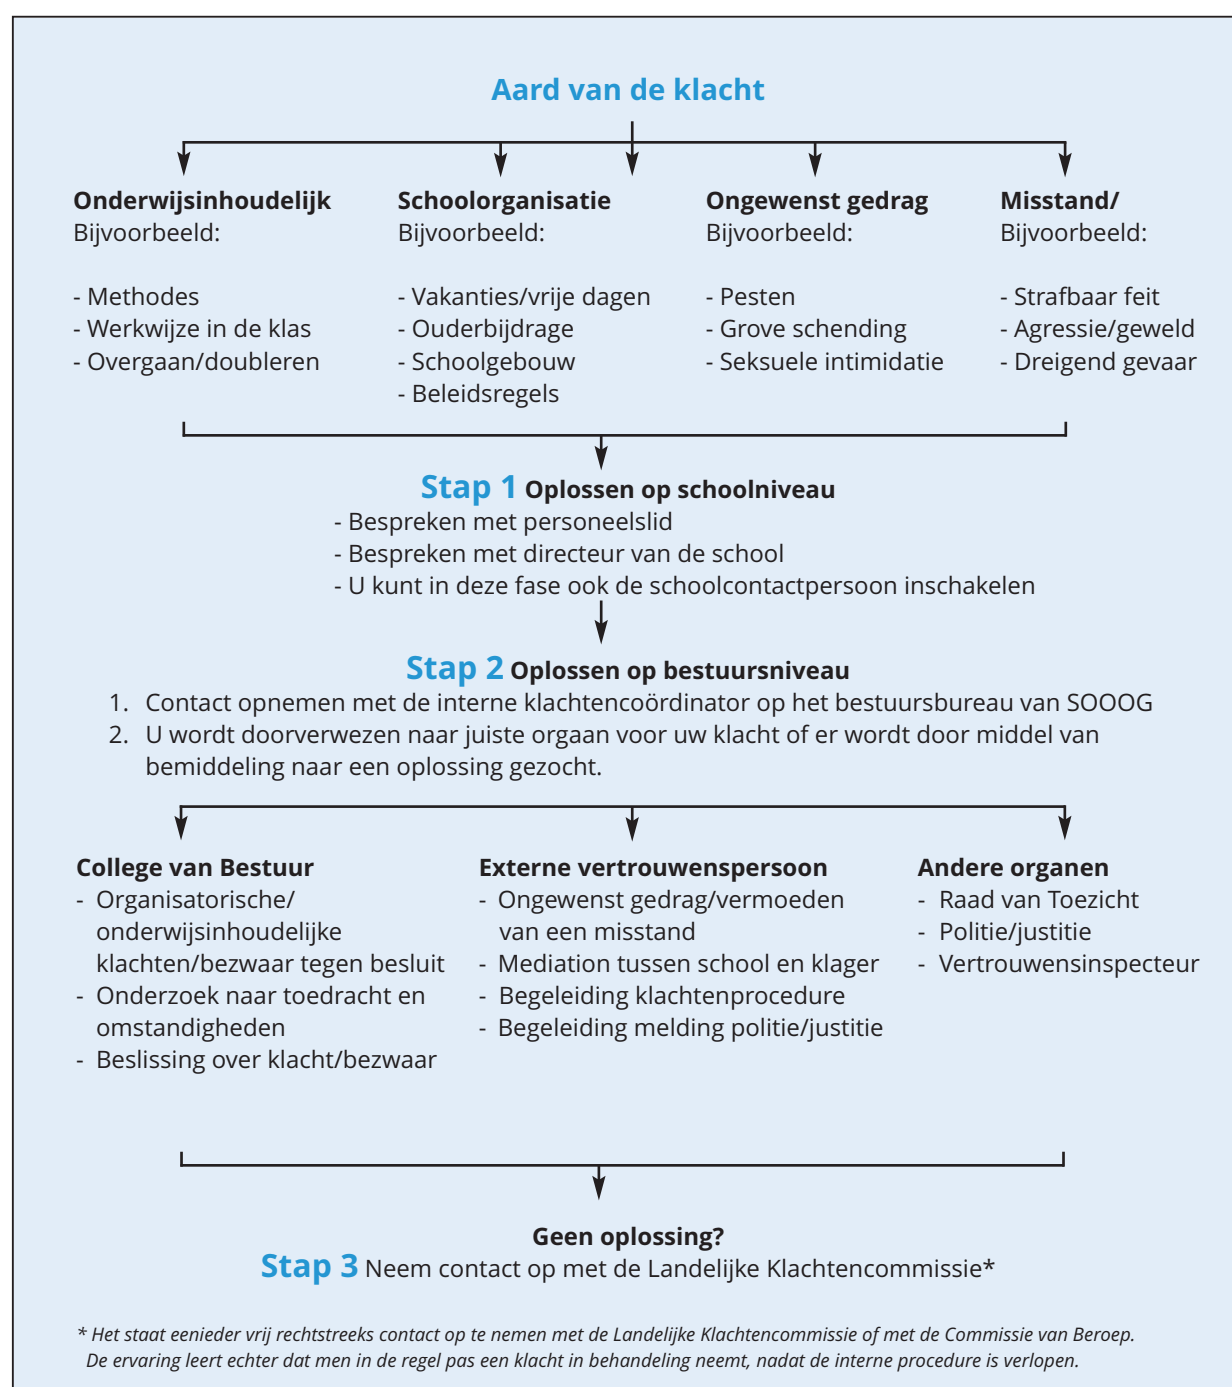 Aard van de klacht
Onderwijsinhoudelijk
Bijvoorbeeld:
- Methodes
- Werkwijze in de klas
- Overgaan/doubleren
Schoolorganisatie
Bijvoorbeeld:
- Vakanties/vrije dagen
- Ouderbijdrage
- Schoolgebouw
- Beleidsregels
Ongewenst gedrag
Bijvoorbeeld:
- Pesten
- Grove schending
- Seksuele intimidatie
Misstand/
Bijvoorbeeld:
- Strafbaar feit
- Agressie/geweld
- Dreigend gevaar
Stap 1 Oplossen op schoolniveau
- Bespreken met personeelslid
- Bespreken met directeur van de school
- U kunt in deze fase ook de schoolcontactpersoon inschakelen
Stap 2 Oplossen op bestuursniveau
1. Contact opnemen met de interne klachtencoördinator op het bestuursbureau van SOOOG
2. U wordt doorverwezen naar juiste orgaan voor uw klacht of er wordt door middel van
bemiddeling naar een oplossing gezocht.
College van Bestuur
- Organisatorische/
onderwijsinhoudelijke
klachten/bezwaar tegen besluit
- Onderzoek naar toedracht en
omstandigheden
- Beslissing over klacht/bezwaar
Externe vertrouwenspersoon
- Ongewenst gedrag/vermoeden
van een misstand
- Mediation tussen school en klager
- Begeleiding klachtenprocedure
- Begeleiding melding politie/justitie
Andere organen
- Raad van Toezicht
- Politie/justitie
- Vertrouwensinspecteur
Geen oplossing?
Stap 3 Neem contact op met de Landelijke Klachtencommissie*
* Het staat eenieder vrij rechtstreeks contact op te nemen met de Landelijke Klachtencommissie of met de Commissie van Beroep.
De ervaring leert echter dat men in de regel pas een klacht in behandeling neemt, nadat de interne procedure is verlopen.